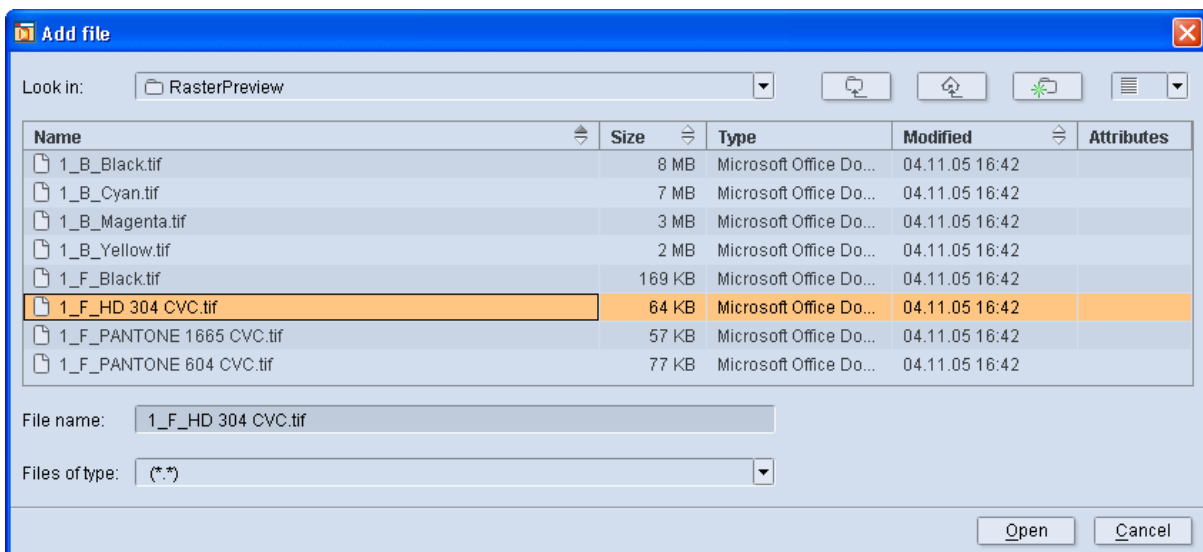 Add file
Look in: RasterPreview
Name Size Type Modified Attributes
1_B_Black.tif 8 MB Microsoft Office Do... 04.11.05 16:42
1_B_Cyan.tif 7 MB Microsoft Office Do... 04.11.05 16:42
1_B_Magenta.tif 3 MB Microsoft Office Do... 04.11.05 16:42
1_B_Yellow.tif 2 MB Microsoft Office Do... 04.11.05 16:42
1_F_Black.tif 169 KB Microsoft Office Do... 04.11.05 16:42
1_F_HD 304 CVC.tif 64 KB Microsoft Office Do... 04.11.05 16:42
1_F_PANTONE 1665 CVC.tif 57 KB Microsoft Office Do... 04.11.05 16:42
1_F_PANTONE 604 CVC.tif 77 KB Microsoft Office Do... 04.11.05 16:42
File name: 1_F_HD 304 CVC.tif
Files of type: (*.*)
Open Cancel